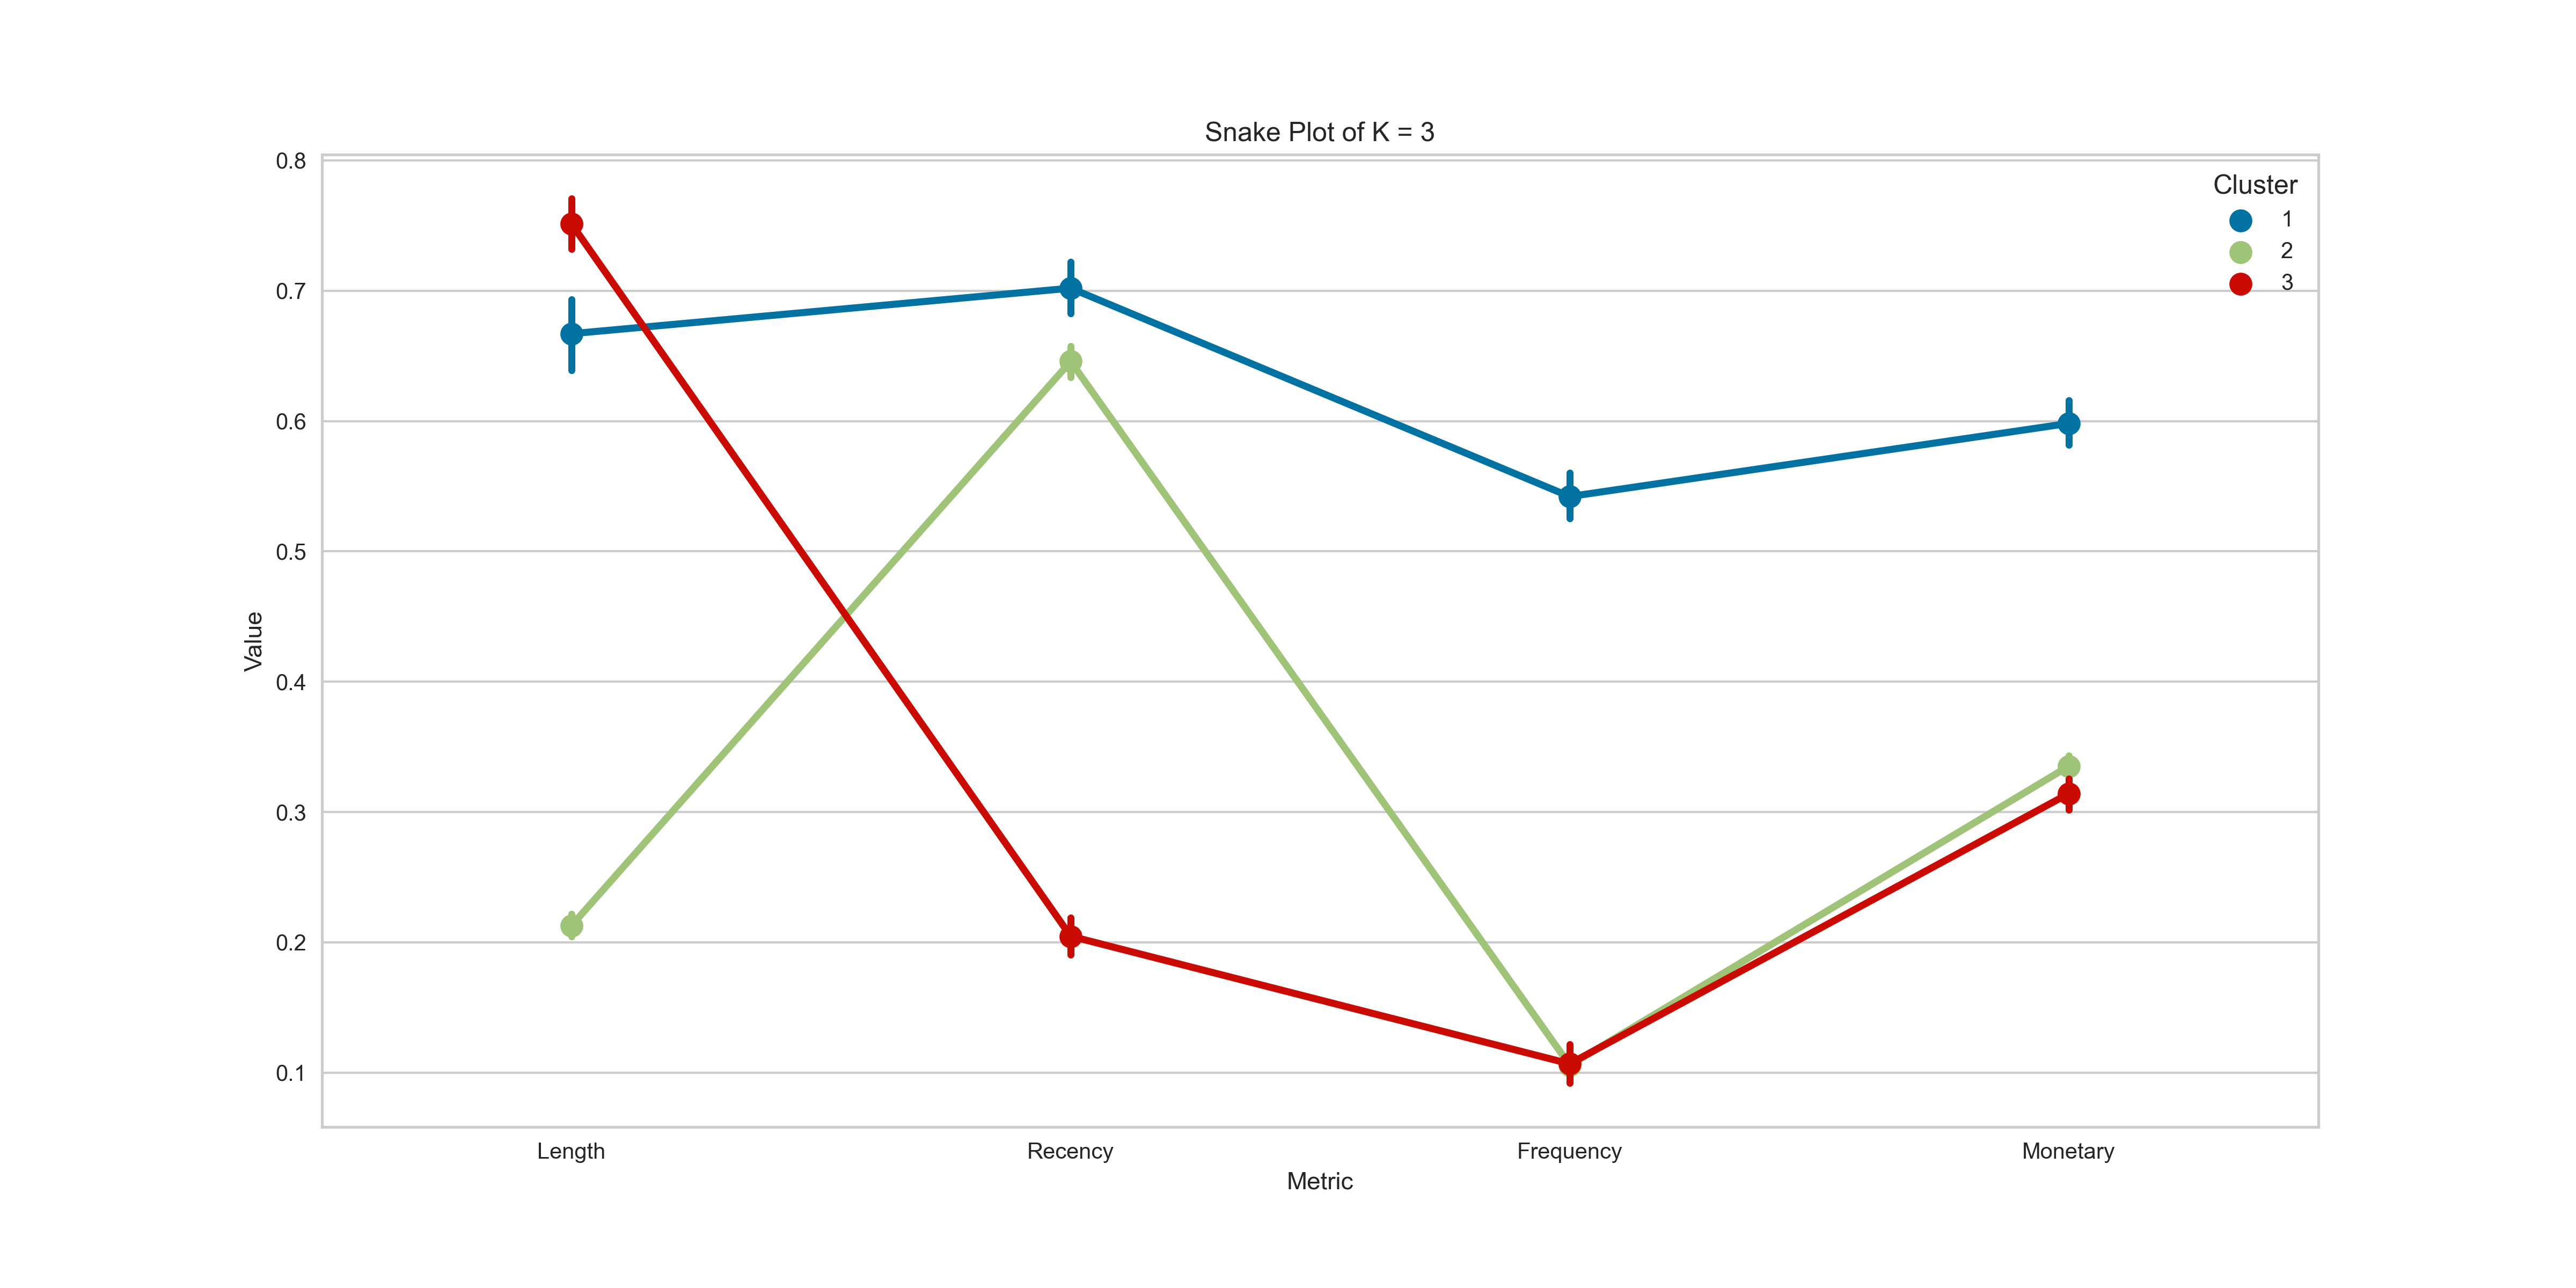 Snake Plot of K = 3
Cluster
1
2
3
0.8
0.7
0.6
0.5
0.4
0.3
0.2
0.1
Value
Length Recency Frequency Monetary
Metric